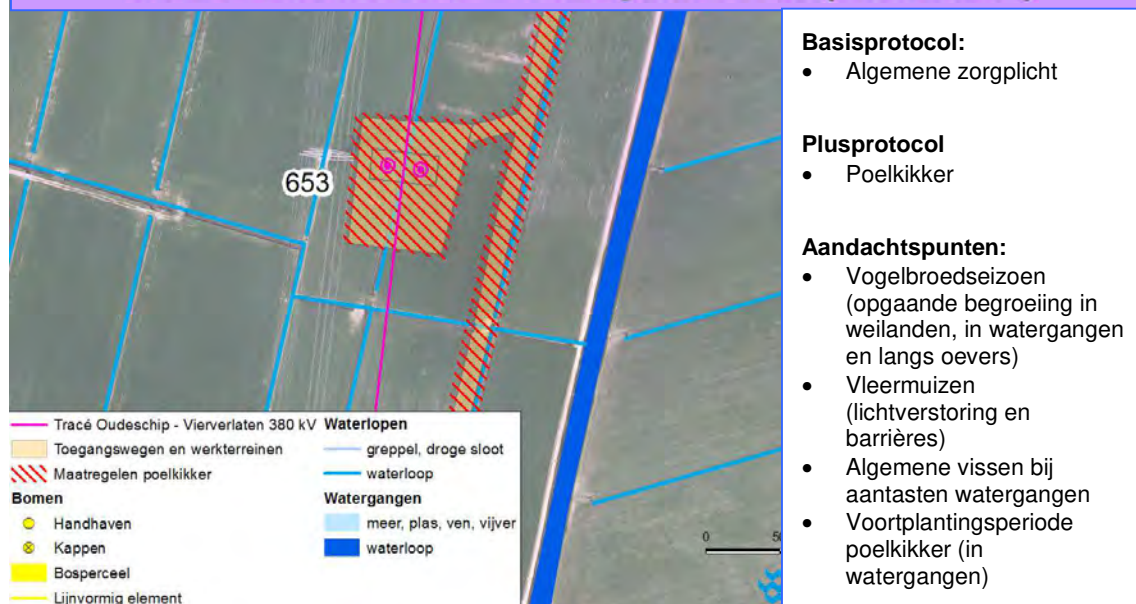 653
Tracé Oudeschip - Vierverlaten 380 kV
Toegangswegen en werkterreinen
Maatregelen poelkikker
Bomen
Handhaven
Kappen
Bosperceel
Lijnvormig element
Waterlopen
greppel, droge sloot
waterloop
Watergangen
meer, plas, ven, vijver
waterloop
0
Basisprotocol:
• Algemene zorgplicht
Plusprotocol
• Poelkikker
Aandachtspunten:
• Vogelbroedseizoen
(opgaande begroeiing in
weilanden, in watergangen
en langs oevers)
• Vleermuizen
(lichtverstoring en
barrières)
• Algemene vissen bij
aantasten watergangen
• Voortplantingsperiode
poelkikker (in
watergangen)